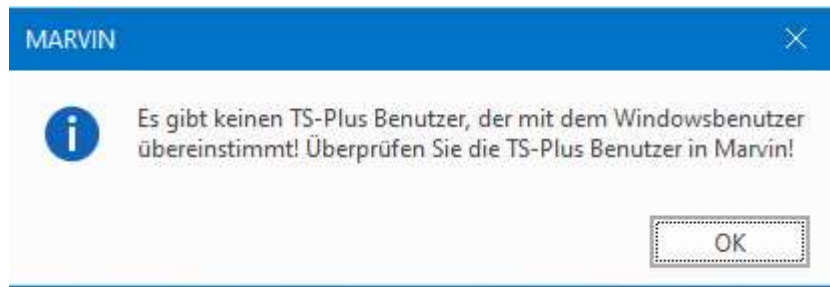 MARVIN
Es gibt keinen TS-Plus Benutzer, der mit dem Windowsbenutzer
übereinstimmt! Überprüfen Sie die TS-Plus Benutzer in Marvin!
OK